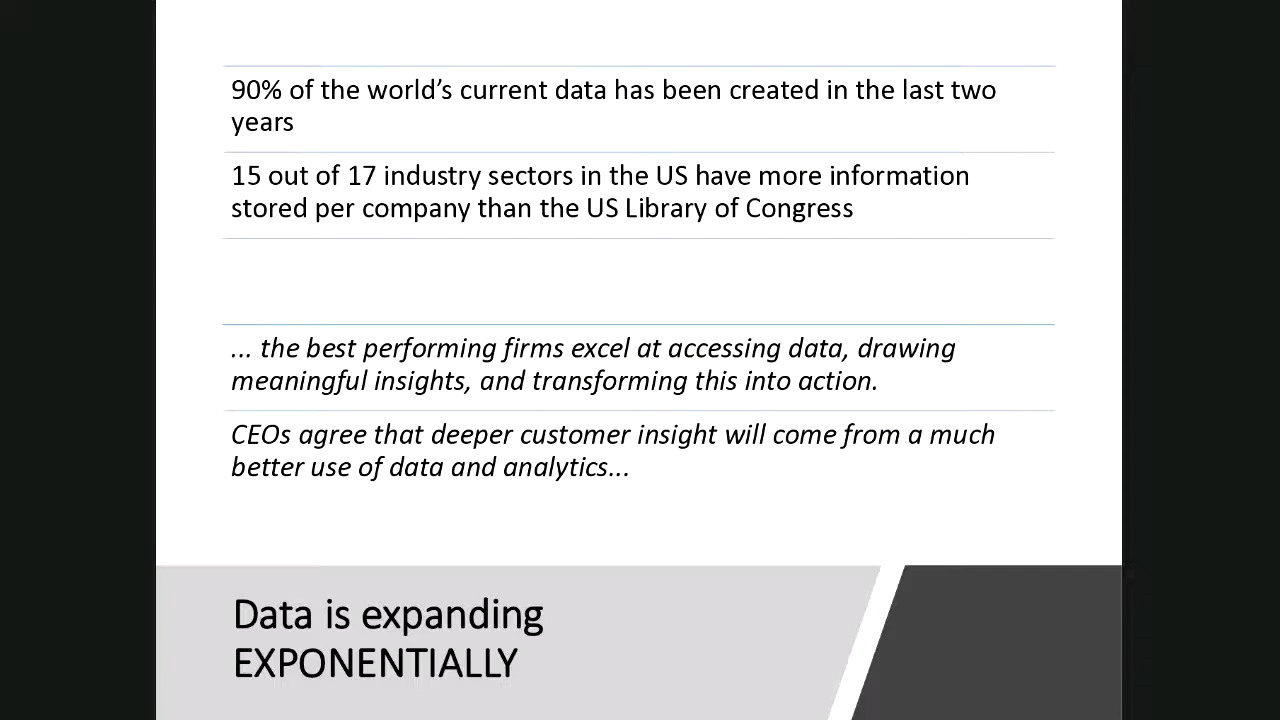 90% of the world’s current data has been created in the last two
years
15 out of 17 industry sectors in the US have more information
stored per company than the US Library of Congress
... the best performing firms excel at accessing data, drawing
meaningful insights, and transforming this into action.
CEOs agree that deeper customer insight will come from a much
better use of data and analytics...
Data is expanding
EXPONENTIALLY